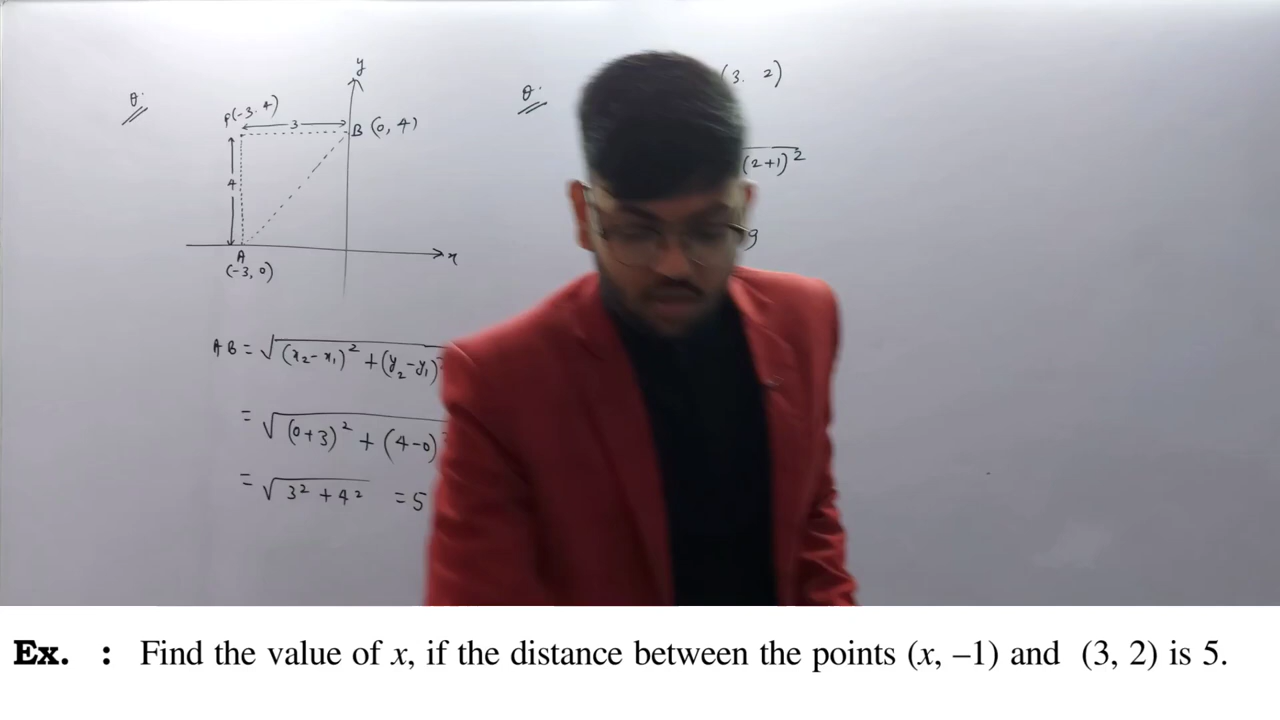 Q.
P(-3, 4)
3
B (0, 4)
y
4
A
(-3, 0)
x
AB = √(x₂-x₁)² + (y₂-y₁)
= √(0+3)² + (4-0)
= √3² + 4² = 5
Q.
(3, 2)
(2+1)²
9
Ex. : Find the value of x, if the distance between the points (x, –1) and (3, 2) is 5.